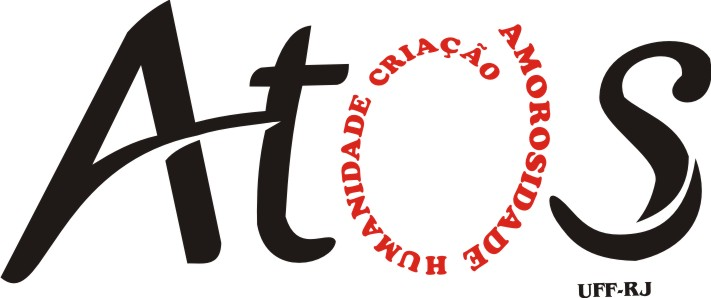 AtOs
AMOROSIDADE HUMANIDADE CRIAÇÃO
UFF-RJ